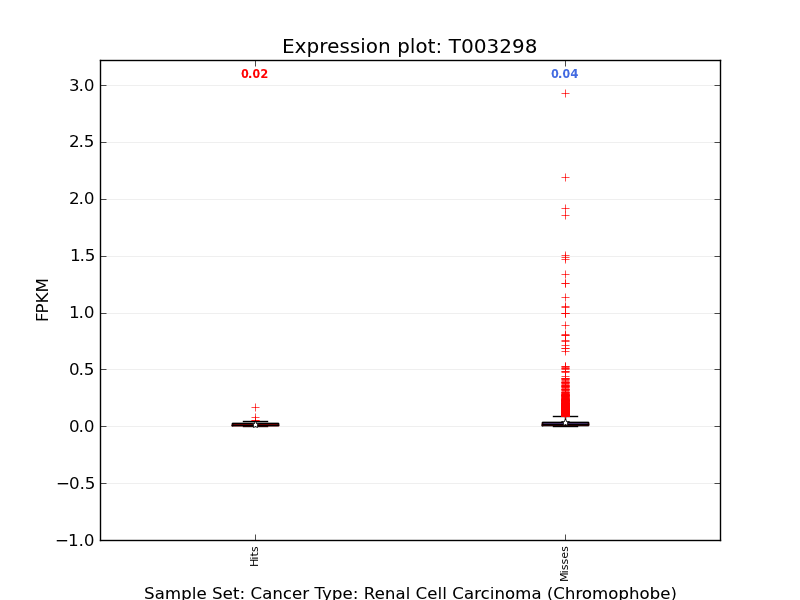 Expression plot: T003298
0.02
0.04
3.0
2.5
2.0
1.5
1.0
0.5
0.0
−0.5
−1.0
FPKM
Hits
Misses
Sample Set: Cancer Type: Renal Cell Carcinoma (Chromophobe)